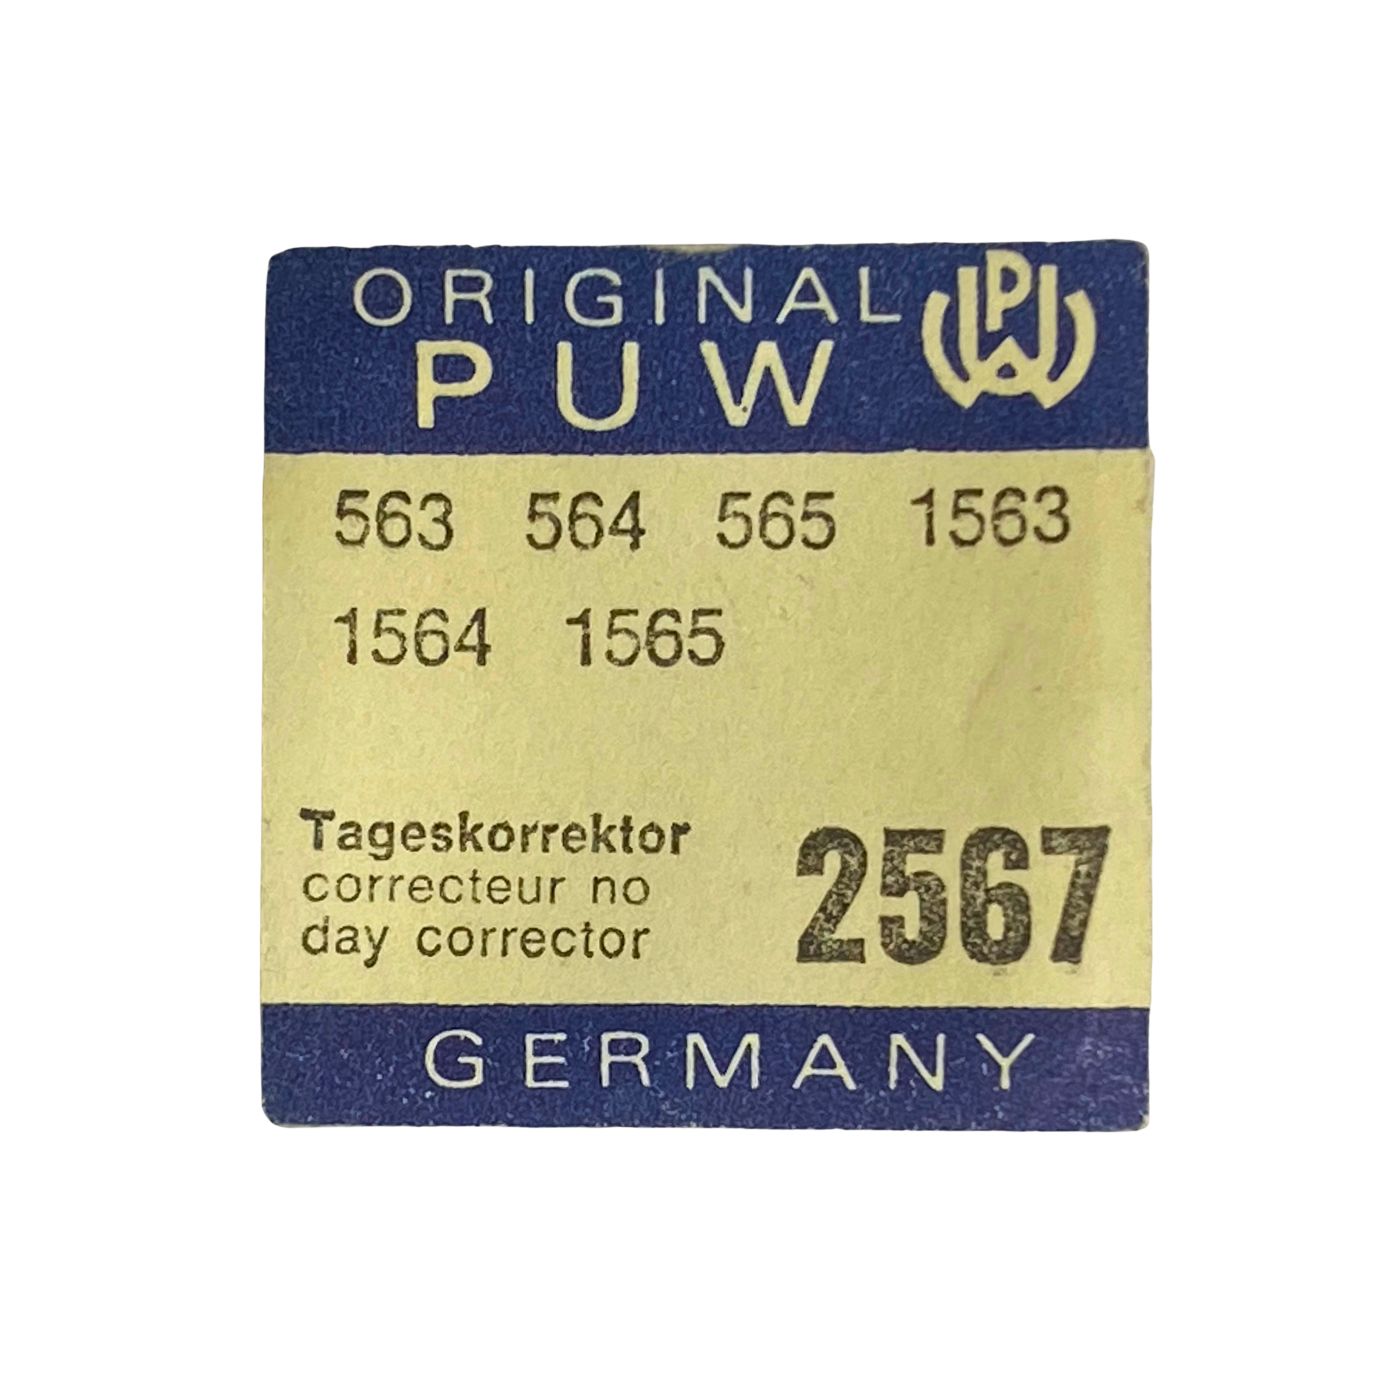 ORIGINAL
PUW
563 564 565 1563
1564 1565
Tageskorrektor
correcteur no
day corrector
2567
GERMANY